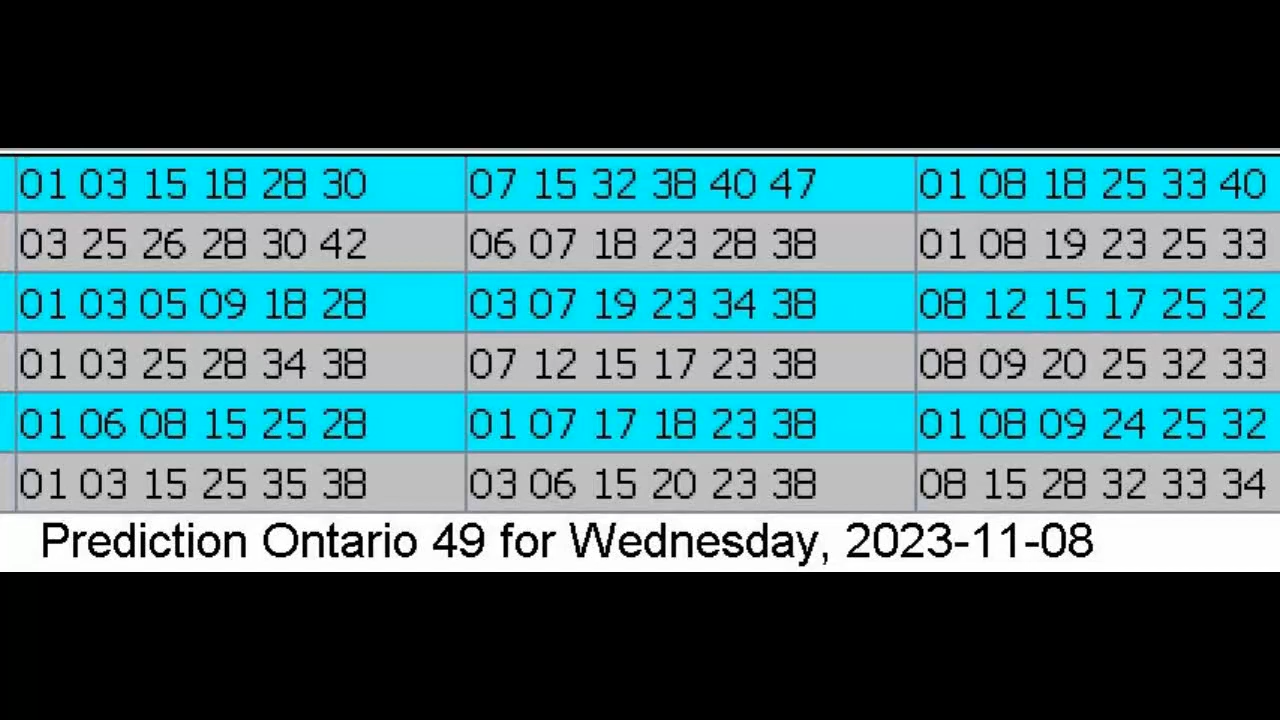 01 03 15 18 28 30 07 15 32 38 40 47 01 08 18 25 33 40
03 25 26 28 30 42 06 07 18 23 28 38 01 08 19 23 25 33
01 03 05 09 18 28 03 07 19 23 34 38 08 12 15 17 25 32
01 03 25 28 34 38 07 12 15 17 23 38 08 09 20 25 32 33
01 06 08 15 25 28 01 07 17 18 23 38 01 08 09 24 25 32
01 03 15 25 35 38 03 06 15 20 23 38 08 15 28 32 33 34
Prediction Ontario 49 for Wednesday, 2023-11-08